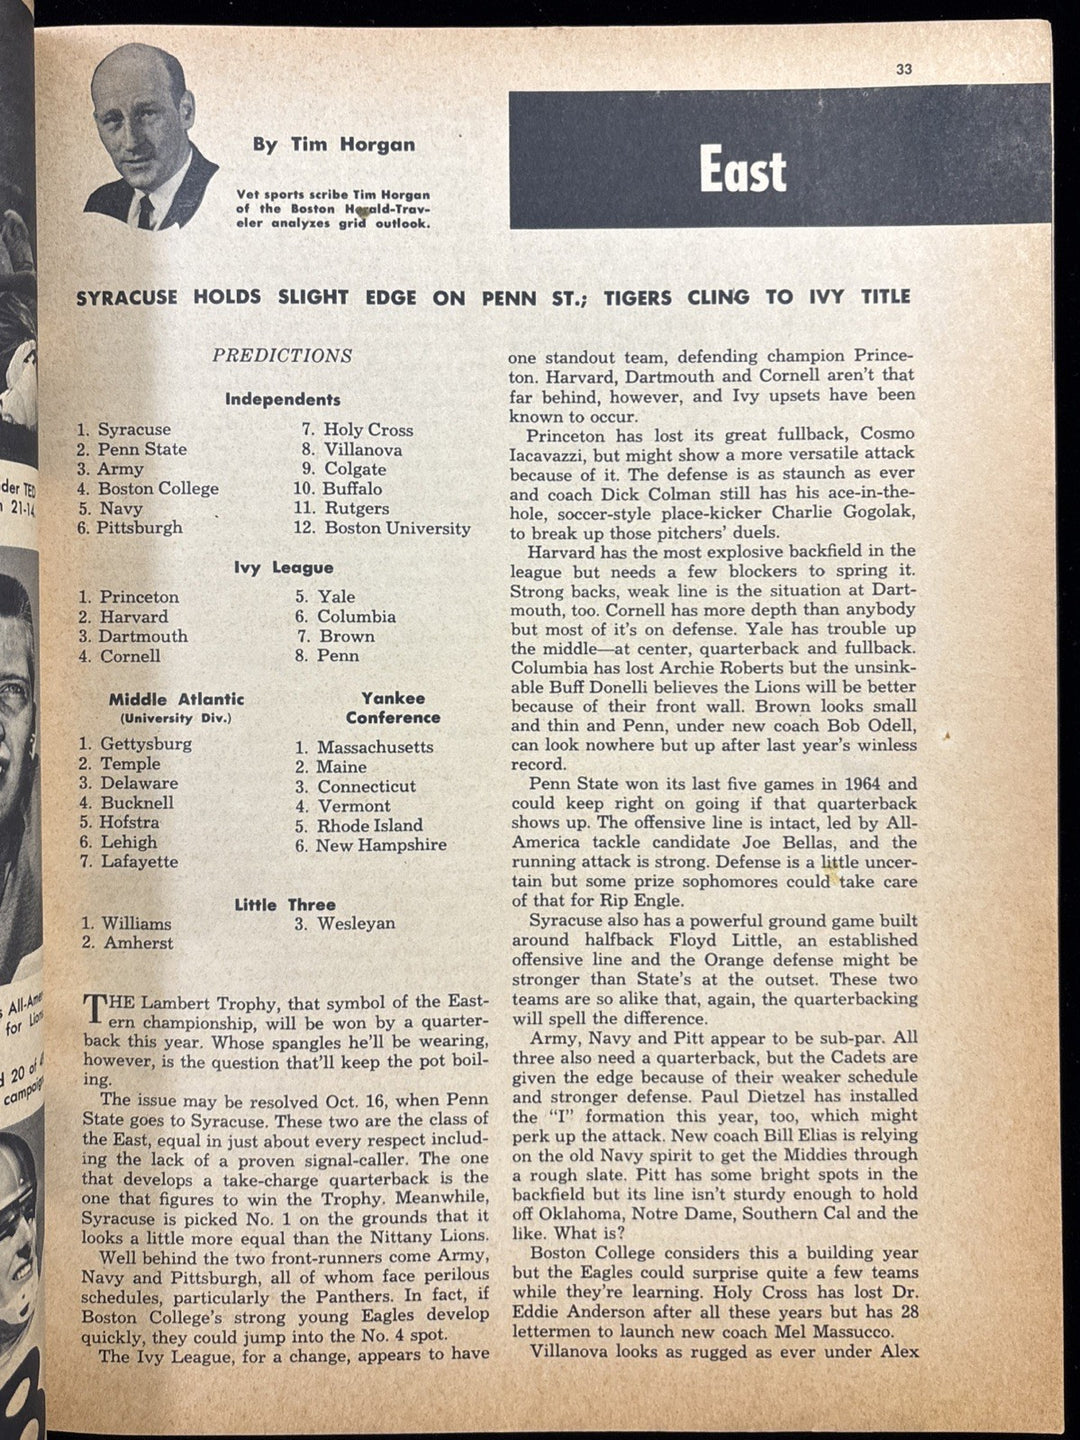 33
By Tim Horgan
Vet sports scribe Tim Horgan
of the Boston Herald-Trav-
eler analyzes grid outlook.
East
SYRACUSE HOLDS SLIGHT EDGE ON PENN ST.; TIGERS CLING TO IVY TITLE
PREDICTIONS
Independents
1. Syracuse
2. Penn State
3. Army
4. Boston College
5. Navy
6. Pittsburgh
7. Holy Cross
8. Villanova
9. Colgate
10. Buffalo
11. Rutgers
12. Boston University
Ivy League
1. Princeton
2. Harvard
3. Dartmouth
4. Cornell
5. Yale
6. Columbia
7. Brown
8. Penn
Middle Atlantic
(University Div.)
1. Gettysburg
2. Temple
3. Delaware
4. Bucknell
5. Hofstra
6. Lehigh
7. Lafayette
Yankee
Conference
1. Massachusetts
2. Maine
3. Connecticut
4. Vermont
5. Rhode Island
6. New Hampshire
Little Three
1. Williams
2. Amherst
3. Wesleyan
THE Lambert Trophy, that symbol of the East-
ern championship, will be won by a quarter-
back this year. Whose spangles he'll be wearing,
however, is the question that'll keep the pot boil-
ing.
The issue may be resolved Oct. 16, when Penn
State goes to Syracuse. These two are the class of
the East, equal in just about every respect includ-
ing the lack of a proven signal-caller. The one
that develops a take-charge quarterback is the
one that figures to win the Trophy. Meanwhile,
Syracuse is picked No. 1 on the grounds that it
looks a little more equal than the Nittany Lions.
Well behind the two front-runners come Army,
Navy and Pittsburgh, all of whom face perilous
schedules, particularly the Panthers. In fact, if
Boston College's strong young Eagles develop
quickly, they could jump into the No. 4 spot.
The Ivy League, for a change, appears to have
one standout team, defending champion Prince-
ton. Harvard, Dartmouth and Cornell aren't that
far behind, however, and Ivy upsets have been
known to occur.
Princeton has lost its great fullback, Cosmo
Iacavazzi, but might show a more versatile attack
because of it. The defense is as staunch as ever
and coach Dick Colman still has his ace-in-the-
hole, soccer-style place-kicker Charlie Gogolak,
to break up those pitchers' duels.
Harvard has the most explosive backfield in the
league but needs a few blockers to spring it.
Strong backs, weak line is the situation at Dart-
mouth, too. Cornell has more depth than anybody
but most of it's on defense. Yale has trouble up
the middle—at center, quarterback and fullback.
Columbia has lost Archie Roberts but the unsink-
able Buff Donelli believes the Lions will be better
because of their front wall. Brown looks small
and thin and Penn, under new coach Bob Odell,
can look nowhere but up after last year's winless
record.
Penn State won its last five games in 1964 and
could keep right on going if that quarterback
shows up. The offensive line is intact, led by All-
America tackle candidate Joe Bellas, and the
running attack is strong. Defense is a little uncer-
tain but some prize sophomores could take care
of that for Rip Engle.
Syracuse also has a powerful ground game built
around halfback Floyd Little, an established
offensive line and the Orange defense might be
stronger than State's at the outset. These two
teams are so alike that, again, the quarterbacking
will spell the difference.
Army, Navy and Pitt appear to be sub-par. All
three also need a quarterback, but the Cadets are
given the edge because of their weaker schedule
and stronger defense. Paul Dietzel has installed
the "I" formation this year, too, which might
perk up the attack. New coach Bill Elias is relying
on the old Navy spirit to get the Middies through
a rough slate. Pitt has some bright spots in the
backfield but its line isn't sturdy enough to hold
off Oklahoma, Notre Dame, Southern Cal and the
like. What is?
Boston College considers this a building year
but the Eagles could surprise quite a few teams
while they're learning. Holy Cross has lost Dr.
Eddie Anderson after all these years but has 28
lettermen to launch new coach Mel Massucco.
Villanova looks as rugged as ever under Alex
der TED
21-14
All-Ame
for Lions
20 of
campaign